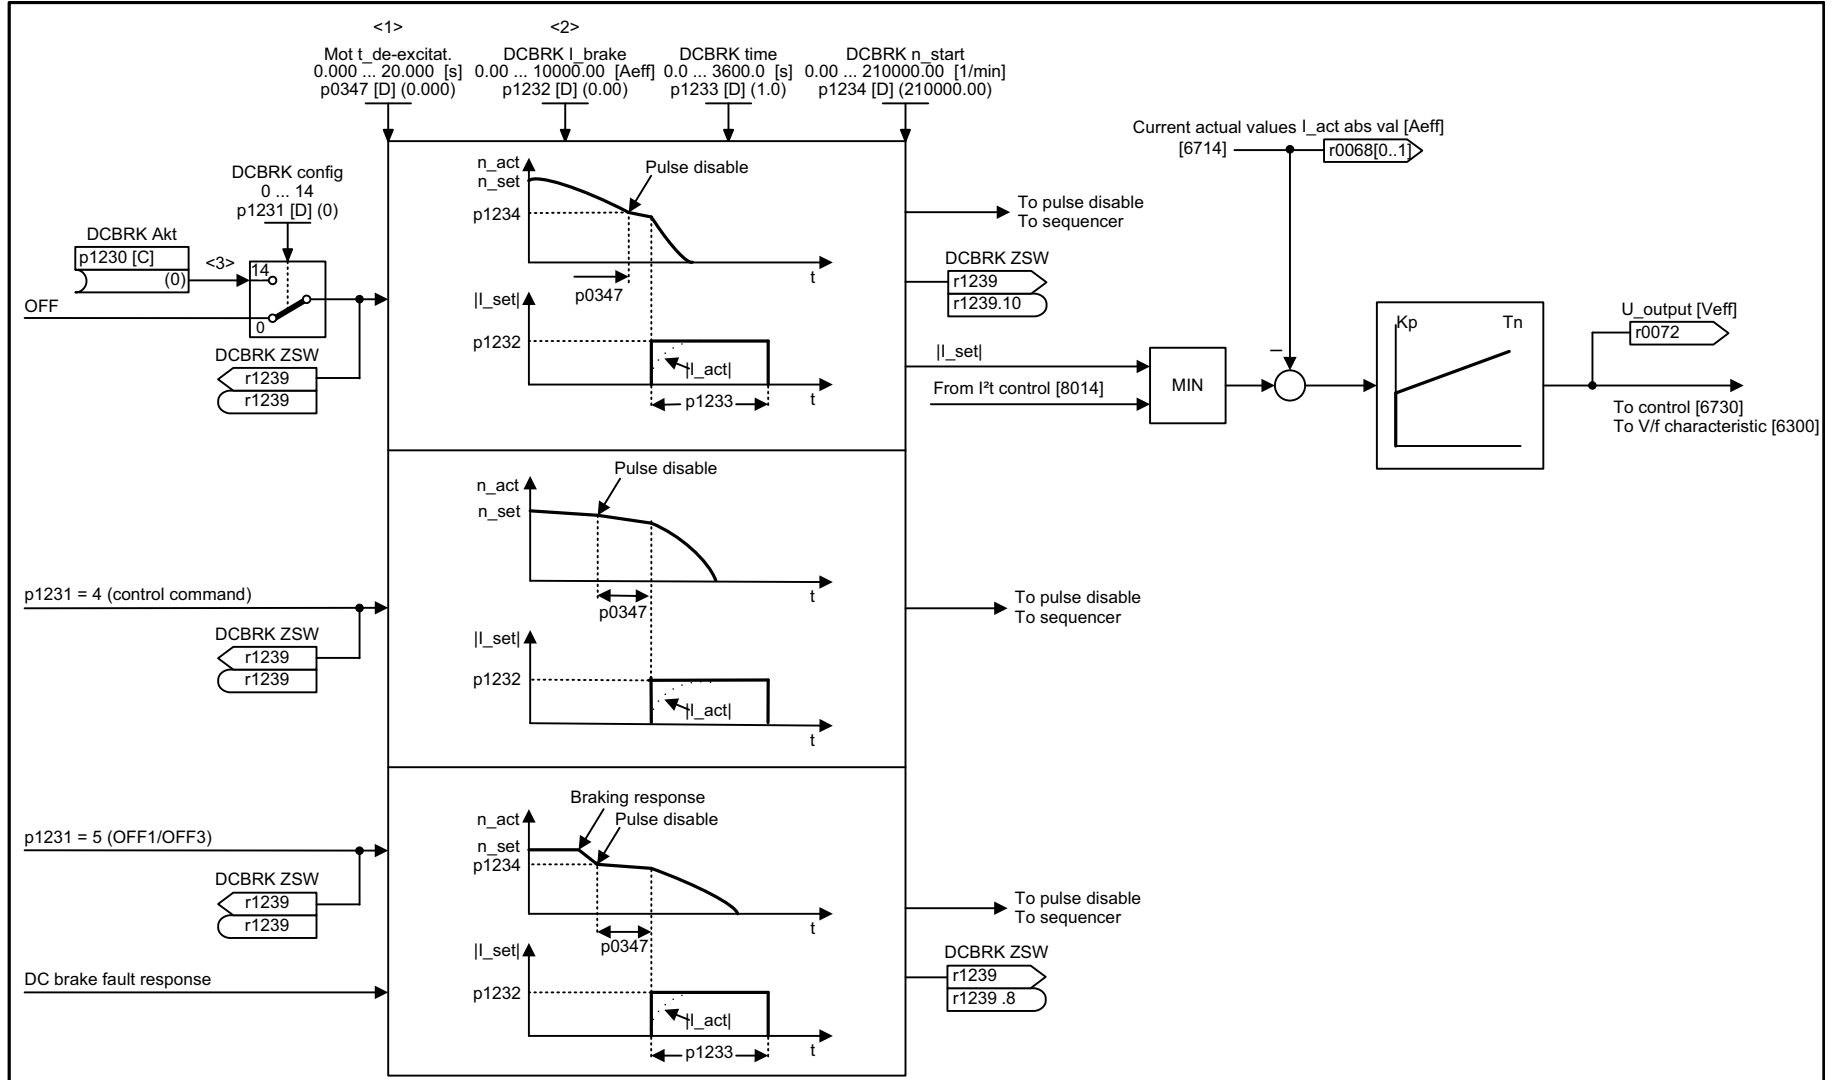 <1>
Mot t_de-excitat.
0.000 ... 20.000 [s]
p0347 [D] (0.000)
<2>
DCBRK I_brake
0.00 ... 10000.00 [Aeff]
p1232 [D] (0.00)
DCBRK time
0.0 ... 3600.0 [s]
p1233 [D] (1.0)
DCBRK n_start
0.00 ... 210000.00 [1/min]
p1234 [D] (210000.00)
Current actual values I_act abs val [Aeff]
[6714]
r0068[0..1]
DCBRK config
0 ... 14
p1231 [D] (0)
DCBRK Akt
p1230 [C]
(0)
<3>
14
0
OFF
DCBRK ZSW
r1239
r1239
n_act
n_set
p1234
Pulse disable
t
p0347
|I_set|
p1232
|I_act|
p1233
t
To pulse disable
To sequencer
DCBRK ZSW
r1239
r1239.10
|I_set|
From I²t control [8014]
MIN
–
Kp
Tn
U_output [Veff]
r0072
To control [6730]
To V/f characteristic [6300]
p1231 = 4 (control command)
DCBRK ZSW
r1239
r1239
Pulse disable
n_act
n_set
t
p0347
|I_set|
p1232
|I_act|
t
To pulse disable
To sequencer
p1231 = 5 (OFF1/OFF3)
DCBRK ZSW
r1239
r1239
DC brake fault response
Braking response
Pulse disable
n_act
n_set
p1234
t
p0347
|I_set|
p1232
|I_act|
p1233
t
To pulse disable
To sequencer
DCBRK ZSW
r1239
r1239 .8